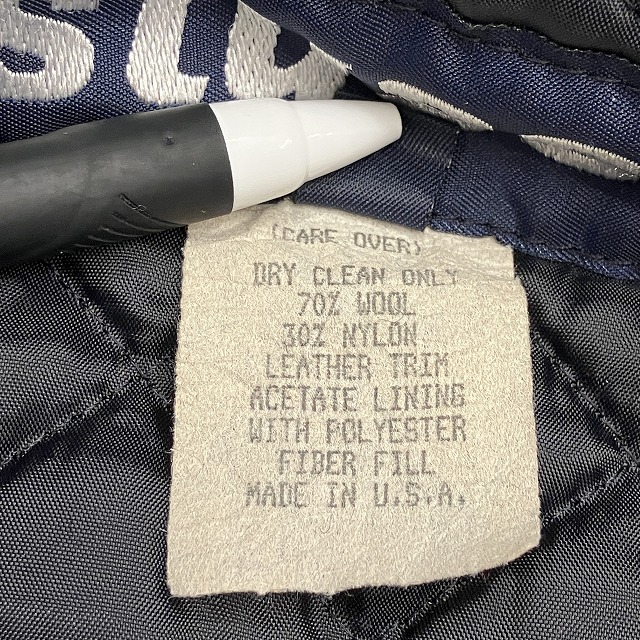 (CARE OVER)
DRY CLEAN ONLY
70% WOOL
30% NYLON
LEATHER TRIM
ACETATE LINING
WITH POLYESTER
FIBER FILL
MADE IN U.S.A.